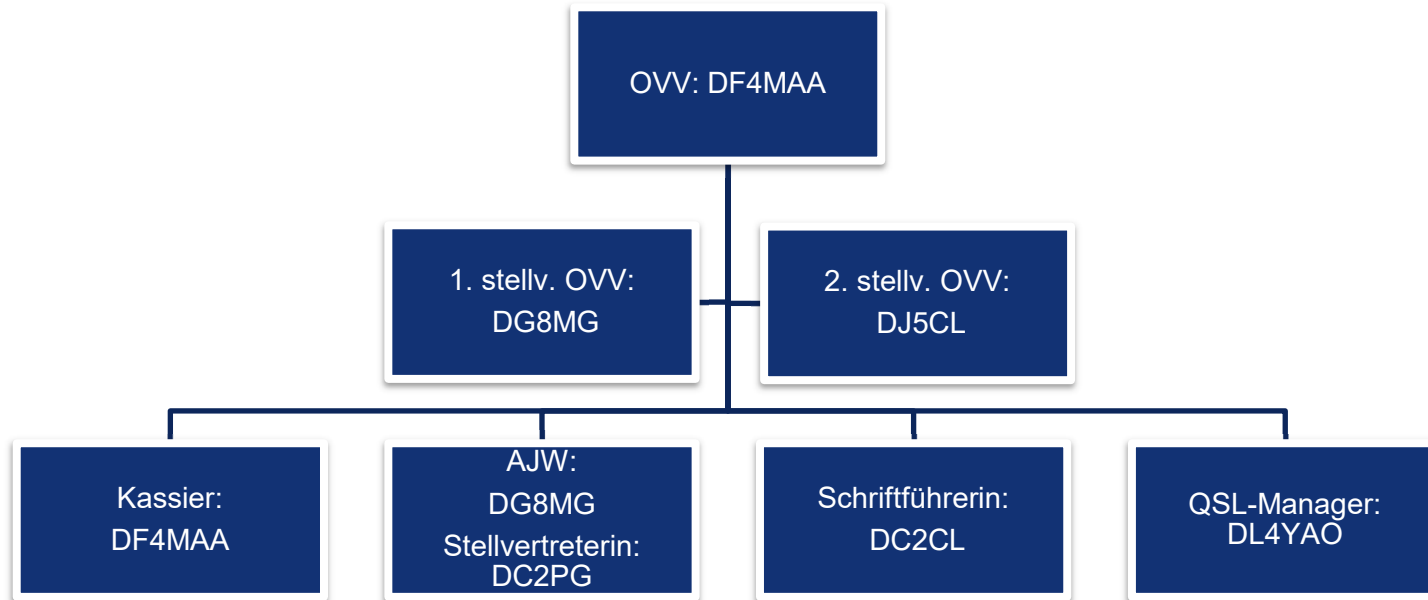 OVV: DF4MAA
1. stellv. OVV:
DG8MG
2. stellv. OVV:
DJ5CL
Kassier:
DF4MAA
AJW:
DG8MG
Stellvertreterin:
DC2PG
Schriftführerin:
DC2CL
QSL-Manager:
DL4YAO